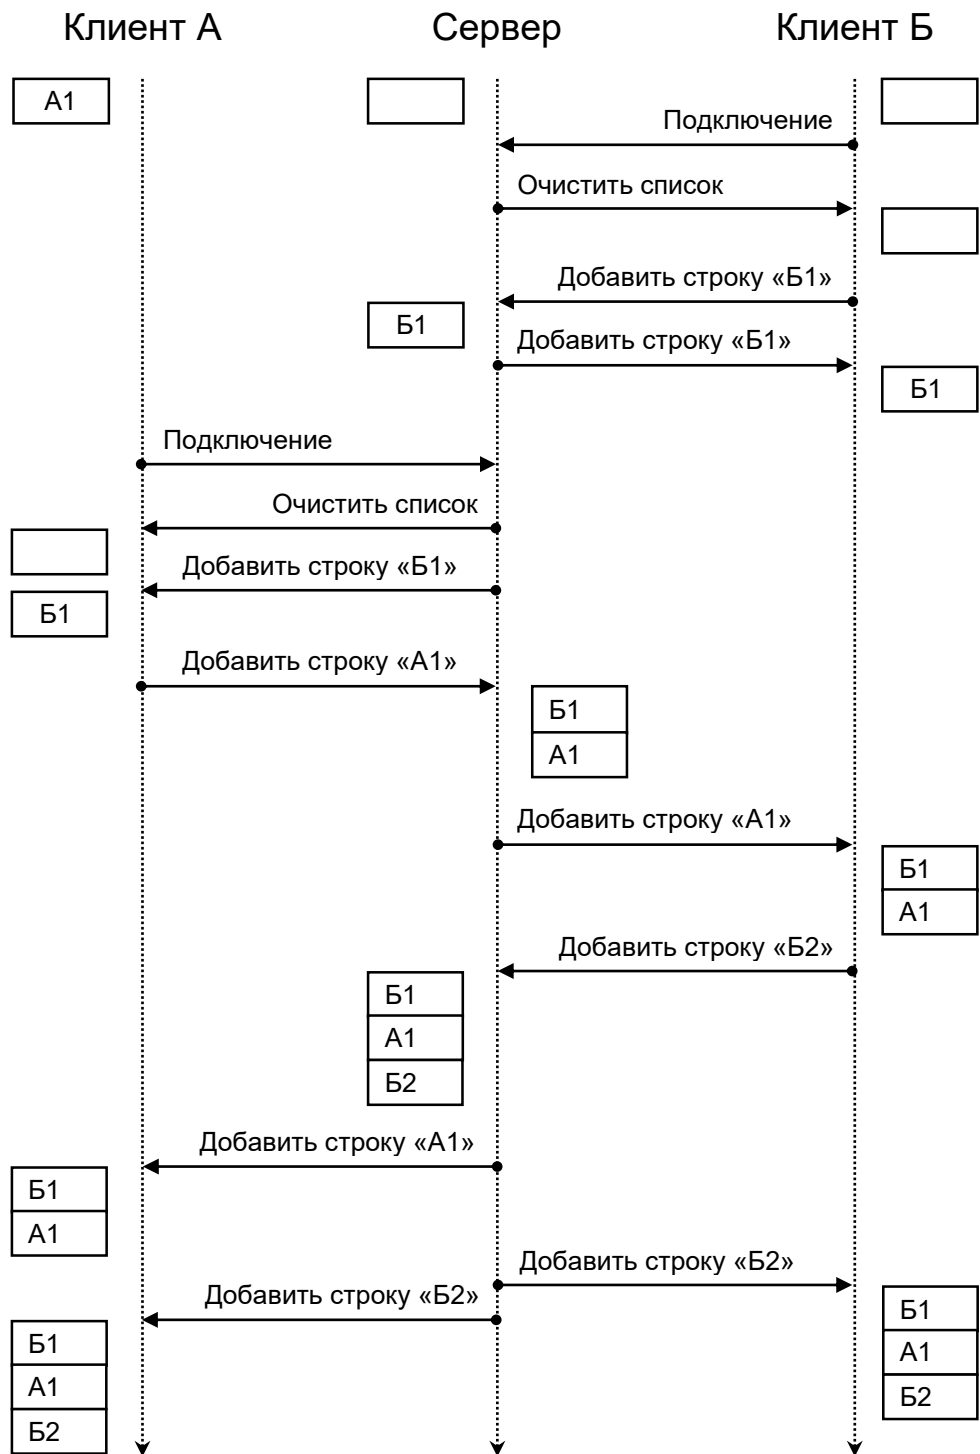 Клиент А
Сервер
Клиент Б
А1
Подключение
Очистить список
Добавить строку «Б1»
Б1
Добавить строку «Б1»
Б1
Подключение
Очистить список
Добавить строку «Б1»
Б1
Добавить строку «А1»
Б1
А1
Добавить строку «А1»
Б1
А1
Добавить строку «Б2»
Б1
А1
Б2
Добавить строку «А1»
Б1
А1
Добавить строку «Б2»
Добавить строку «Б2»
Б1
А1
Б2
Б1
А1
Б2